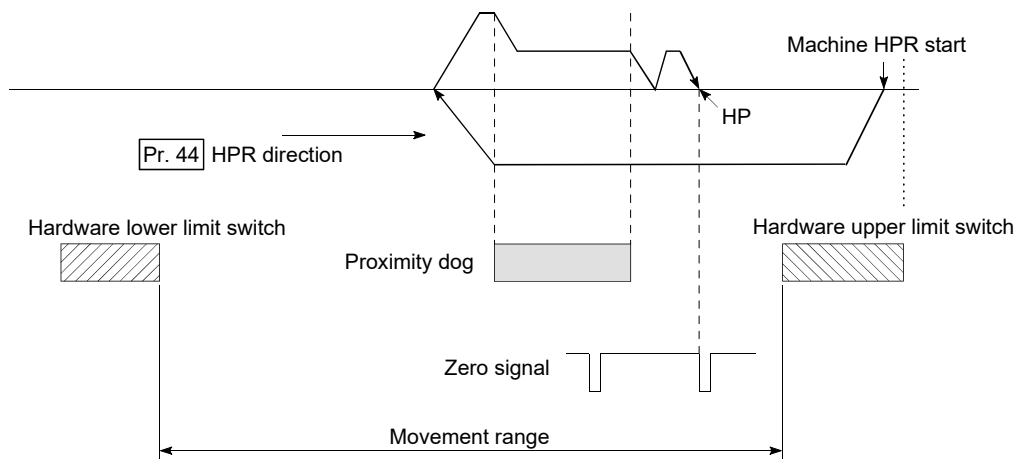 Machine HPR start
HP
Pr. 44 HPR direction
Hardware lower limit switch
Hardware upper limit switch
Proximity dog
Zero signal
Movement range